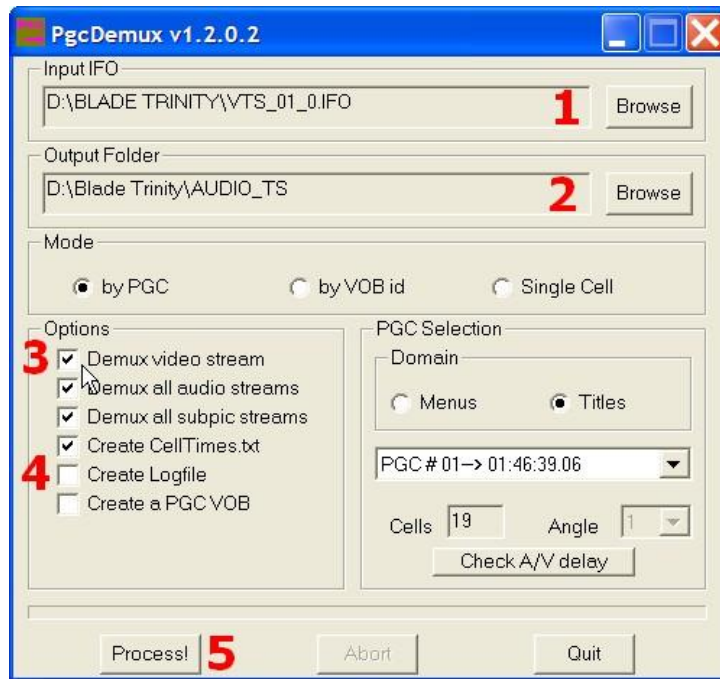 PgcDemux v1.2.0.2
Input IFO
D:\BLADE TRINITY\VTS_01_0.IFO 1 Browse
Output Folder
D:\Blade Trinity\AUDIO_TS 2 Browse
Mode
by PGC by VOB id Single Cell
Options
3 Demux video stream
Demux all audio streams
Demux all subpic streams
Create CellTimes.txt
4 Create Logfile
Create a PGC VOB
PGC Selection
Domain
Menus Titles
PGC # 01--> 01:46:39.06
Cells 19 Angle 1
Check A/V delay
Process! 5 Abort Quit